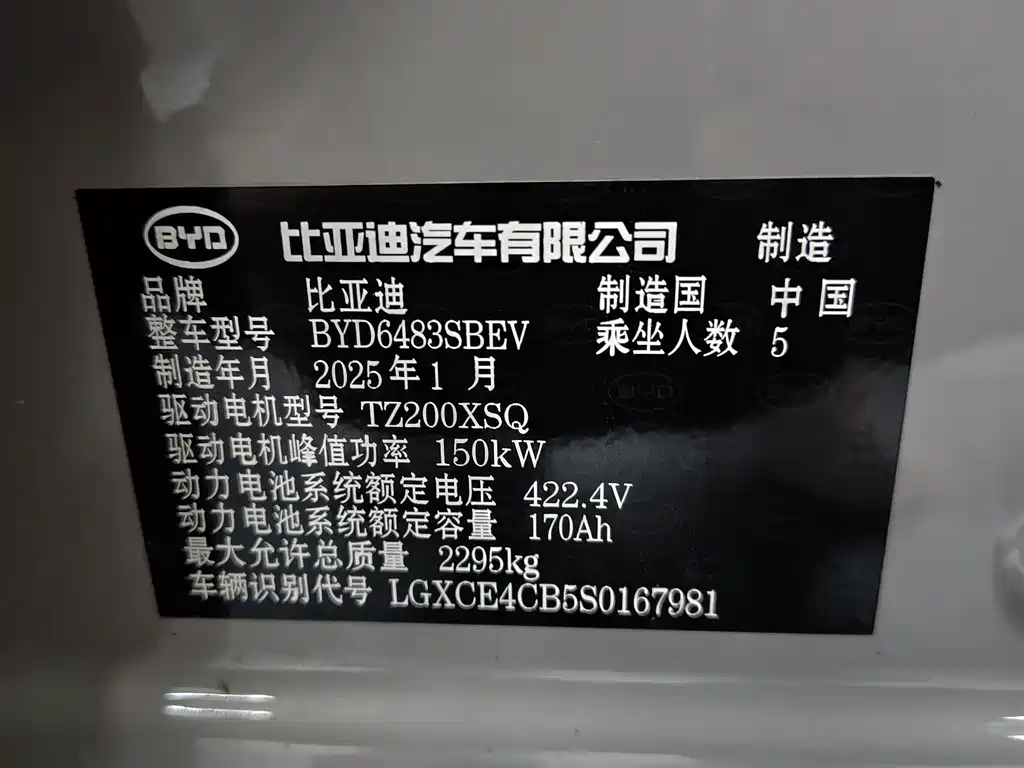 BYD 比亚迪汽车有限公司 制造
品牌 比亚迪 制造国 中国
整车型号 BYD6483SBEV 乘坐人数 5
制造年月 2025年1月
驱动电机型号 TZ200XSQ
驱动电机峰值功率 150kW
动力电池系统额定电压 422.4V
动力电池系统额定容量 170Ah
最大允许总质量 2295kg
车辆识别代号 LGXCE4CB5S0167981